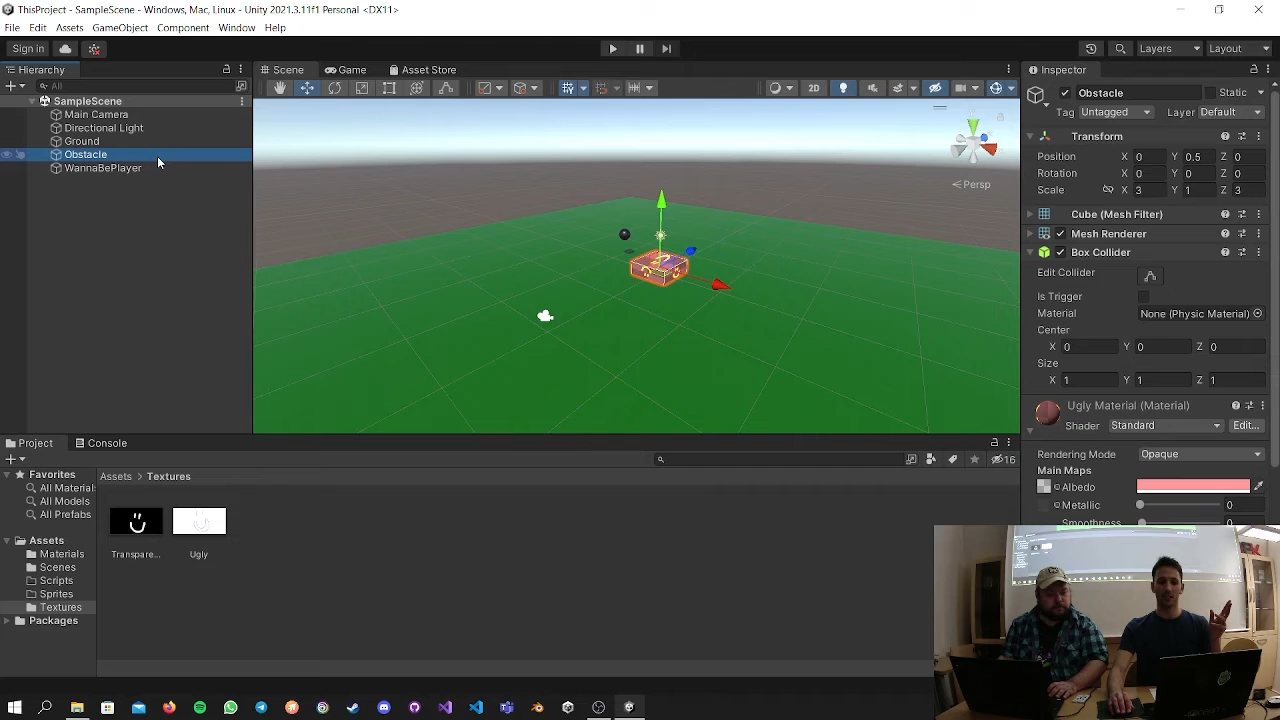 ThisProject - SampleScene - Windows, Mac, Linux - Unity 2021.3.11f1 Personal <DX11>
File Edit Assets GameObject Component Window Help
Sign in
Layers Layout
Hierarchy Scene Game Asset Store Inspector
All 2D
SampleScene
Main Camera
Directional Light
Ground
Obstacle
WannaBePlayer
Persp
Obstacle Static
Tag Untagged Layer Default
Transform
Position X 0 Y 0.5 Z 0
Rotation X 0 Y 0 Z 0
Scale X 3 Y 1 Z 3
Cube (Mesh Filter)
Mesh Renderer
Box Collider
Edit Collider
Is Trigger
Material None (Physic Material)
Center
X 0 Y 0 Z 0
Size
X 1 Y 1 Z 1
Ugly Material (Material)
Shader Standard Edit...
Rendering Mode Opaque
Main Maps
Albedo
Metallic 0
Smoothness
Project Console
16
Favorites
All Material
All Models
All Prefabs
Assets
Materials
Scenes
Scripts
Sprites
Textures
Packages
Assets > Textures
Transpare... Ugly